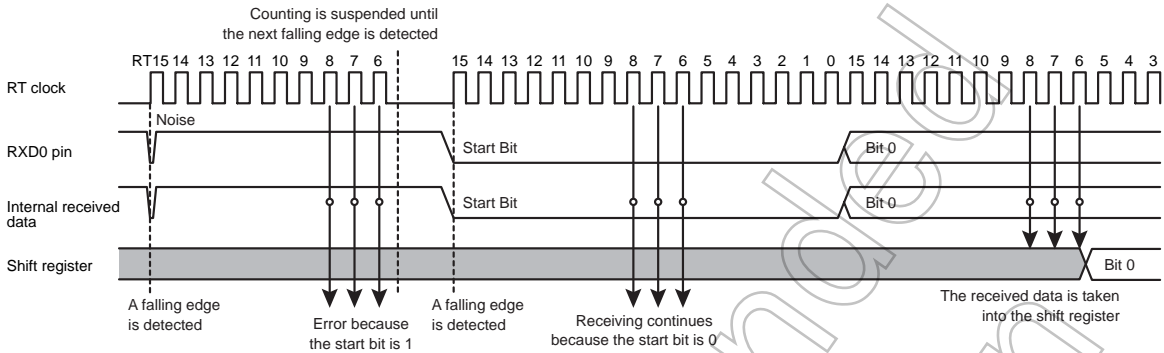 Counting is suspended until
the next falling edge is detected
RT15 14 13 12 11 10 9 8 7 6 15 14 13 12 11 10 9 8 7 6 5 4 3 2 1 0 15 14 13 12 11 10 9 8 7 6 5 4 3
RT clock
Noise
RXD0 pin Start Bit Bit 0
Internal received
data
Start Bit Bit 0
Shift register Bit 0
A falling edge
is detected
Error because
the start bit is 1
A falling edge
is detected
Receiving continues
because the start bit is 0
The received data is taken
into the shift register